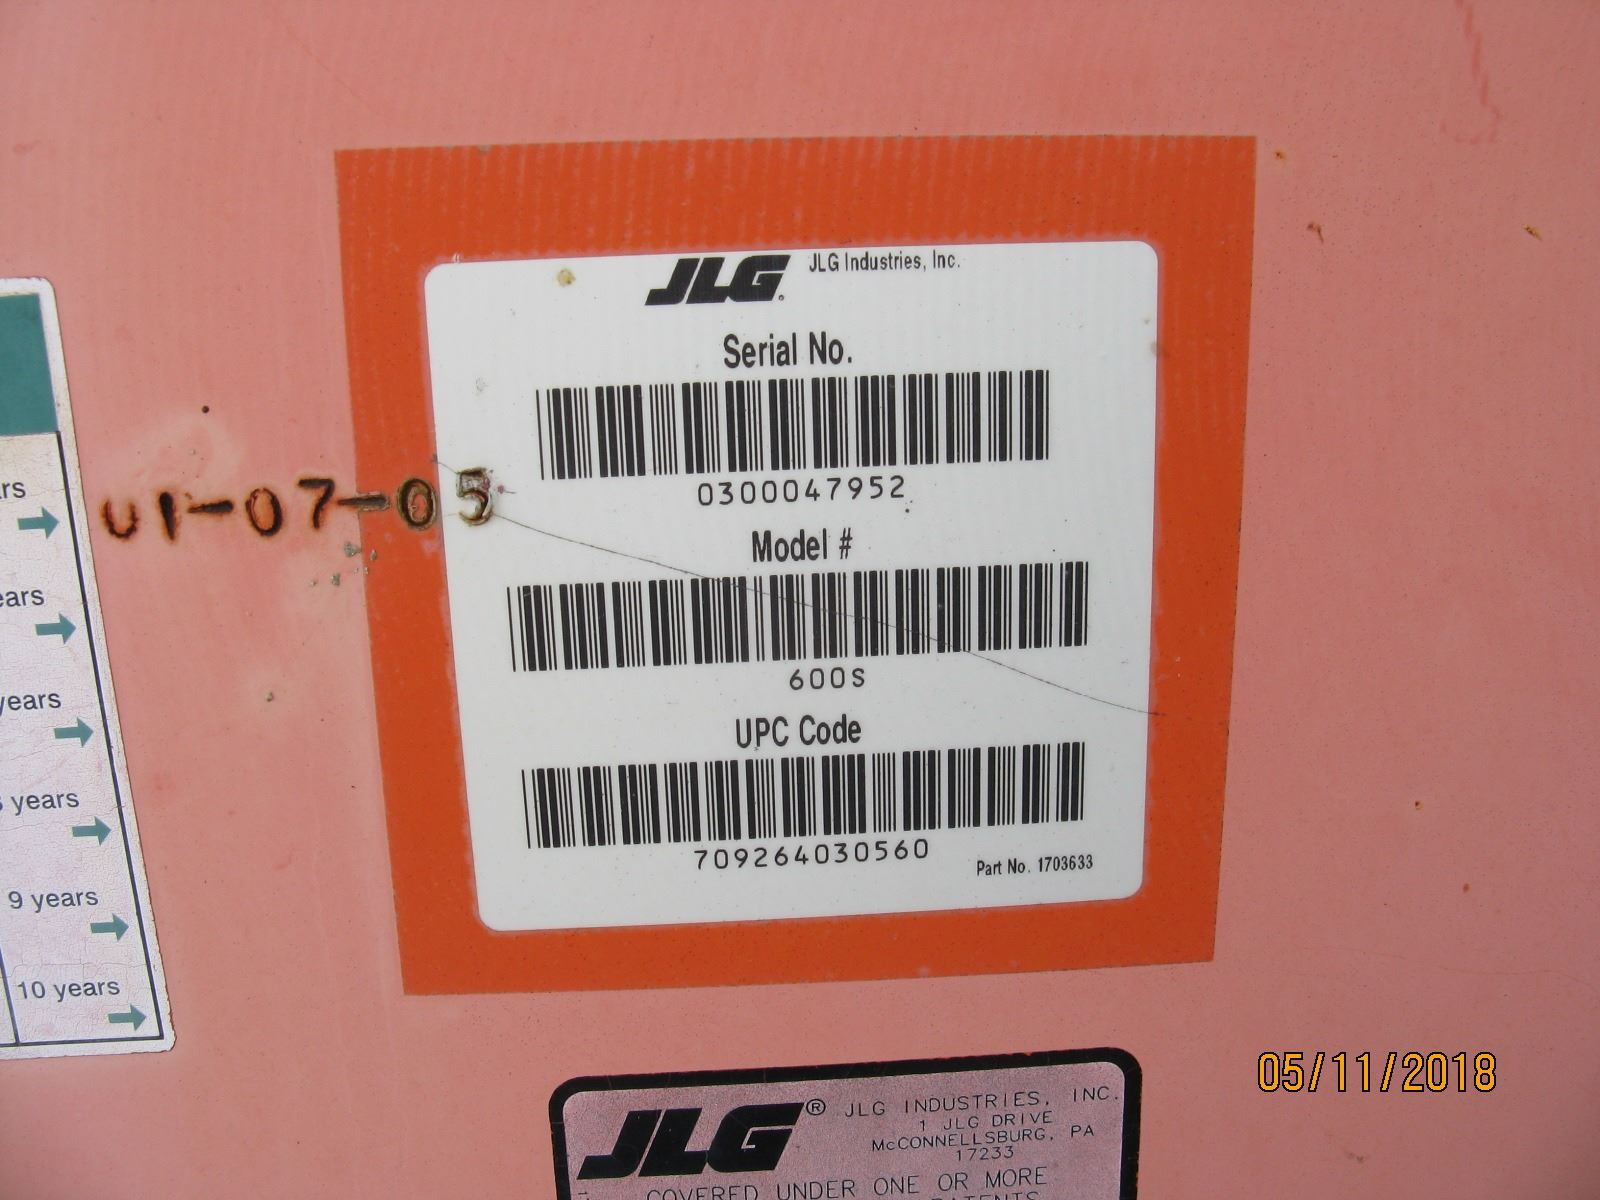 JLG JLG Industries, Inc.
Serial No.
0300047952
Model #
600S
UPC Code
709264030560
Part No. 1703633
01-07-05
years
years
9 years
10 years
05/11/2018
JLG® JLG INDUSTRIES, INC.
1 JLG DRIVE
McCONNELLSBURG, PA
17233
COVERED UNDER ONE OR MORE
PATENTS